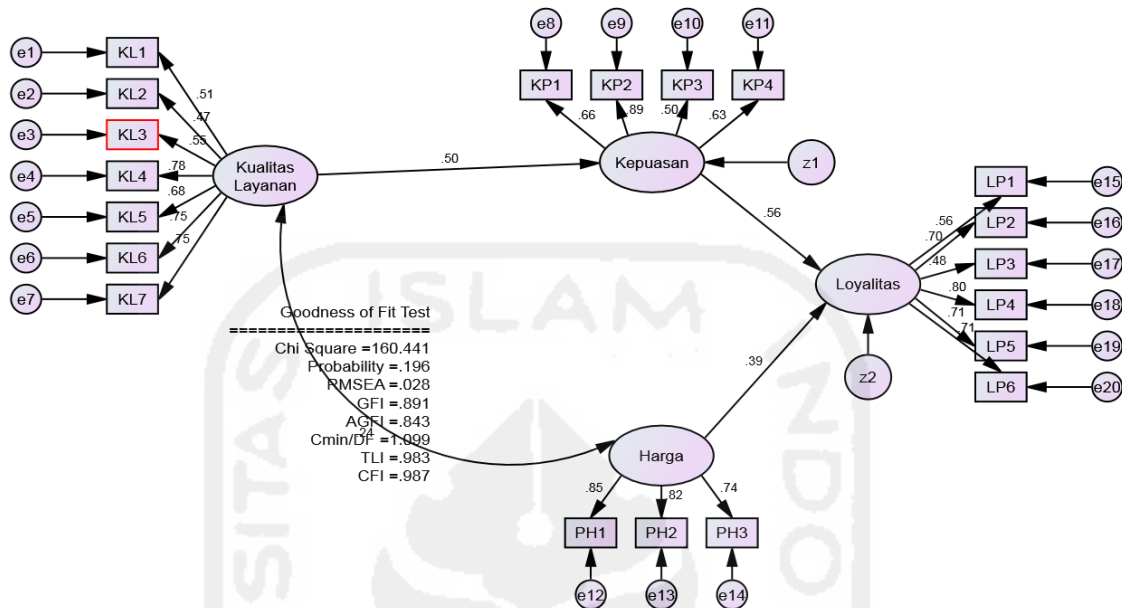 e1
KL1
e2
KL2
e3
KL3
e4
KL4
e5
KL5
e6
KL6
e7
KL7
.51
.47
.55
.78
.68
.75
.75
Kualitas
Layanan
.50
e8
e9
e10
e11
KP1
KP2
KP3
KP4
.66
.89
.50
.63
Kepuasan
z1
.56
LP1
e15
LP2
e16
LP3
e17
LP4
e18
LP5
e19
LP6
e20
.56
.70
.48
.80
.71
.71
Loyalitas
z2
.39
Goodness of Fit Test
=====================
Chi Square =160.441
Probability =.196
RMSEA =.028
GFI =.891
AGFI =.843
Cmin/DF =1.099
TLI =.983
CFI =.987
.24
Harga
.85
.82
.74
PH1
PH2
PH3
e12
e13
e14
ISLAM
SITAS
NDO